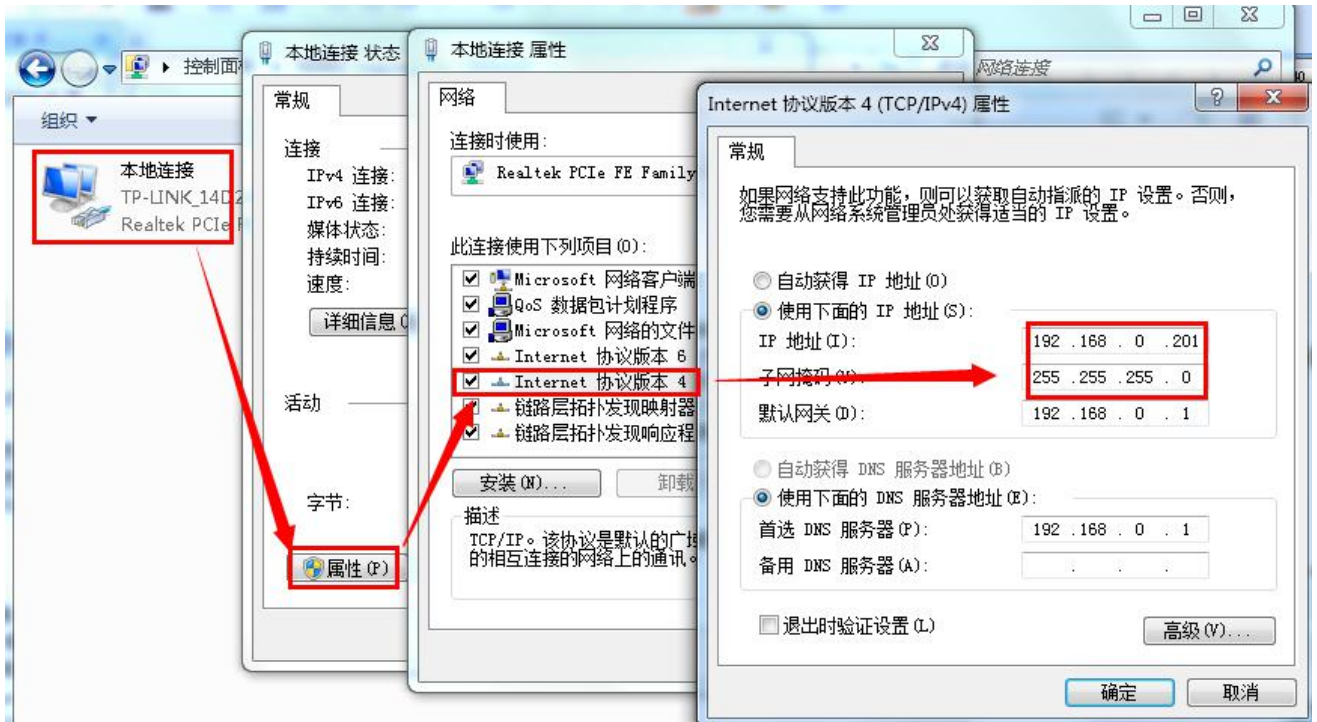 控制面
网络连接
组织
本地连接
TP-LINK_14D2
Realtek PCIe F
本地连接 状态
常规
连接
IPv4 连接:
IPv6 连接:
媒体状态:
持续时间:
速度:
详细信息(
活动
字节:
属性(P)
本地连接 属性
网络
连接时使用:
Realtek PCIe FE Family
此连接使用下列项目(O):
Microsoft 网络客户端
QoS 数据包计划程序
Microsoft 网络的文件
Internet 协议版本 6
Internet 协议版本 4
链路层拓扑发现映射器
链路层拓扑发现响应程
安装(N)...
卸载
描述
TCP/IP。该协议是默认的广域
的相互连接的网络上的通讯。
Internet 协议版本 4 (TCP/IPv4) 属性
常规
如果网络支持此功能，则可以获取自动指派的 IP 设置。否则，
您需要从网络系统管理员处获得适当的 IP 设置。
自动获得 IP 地址(O)
使用下面的 IP 地址(S):
IP 地址(I): 192 .168 . 0 .201
子网掩码(U): 255 .255 .255 . 0
默认网关(D): 192 .168 . 0 . 1
自动获得 DNS 服务器地址(B)
使用下面的 DNS 服务器地址(E):
首选 DNS 服务器(P): 192 .168 . 0 . 1
备用 DNS 服务器(A): . . .
退出时验证设置(L)
高级(V)...
确定
取消